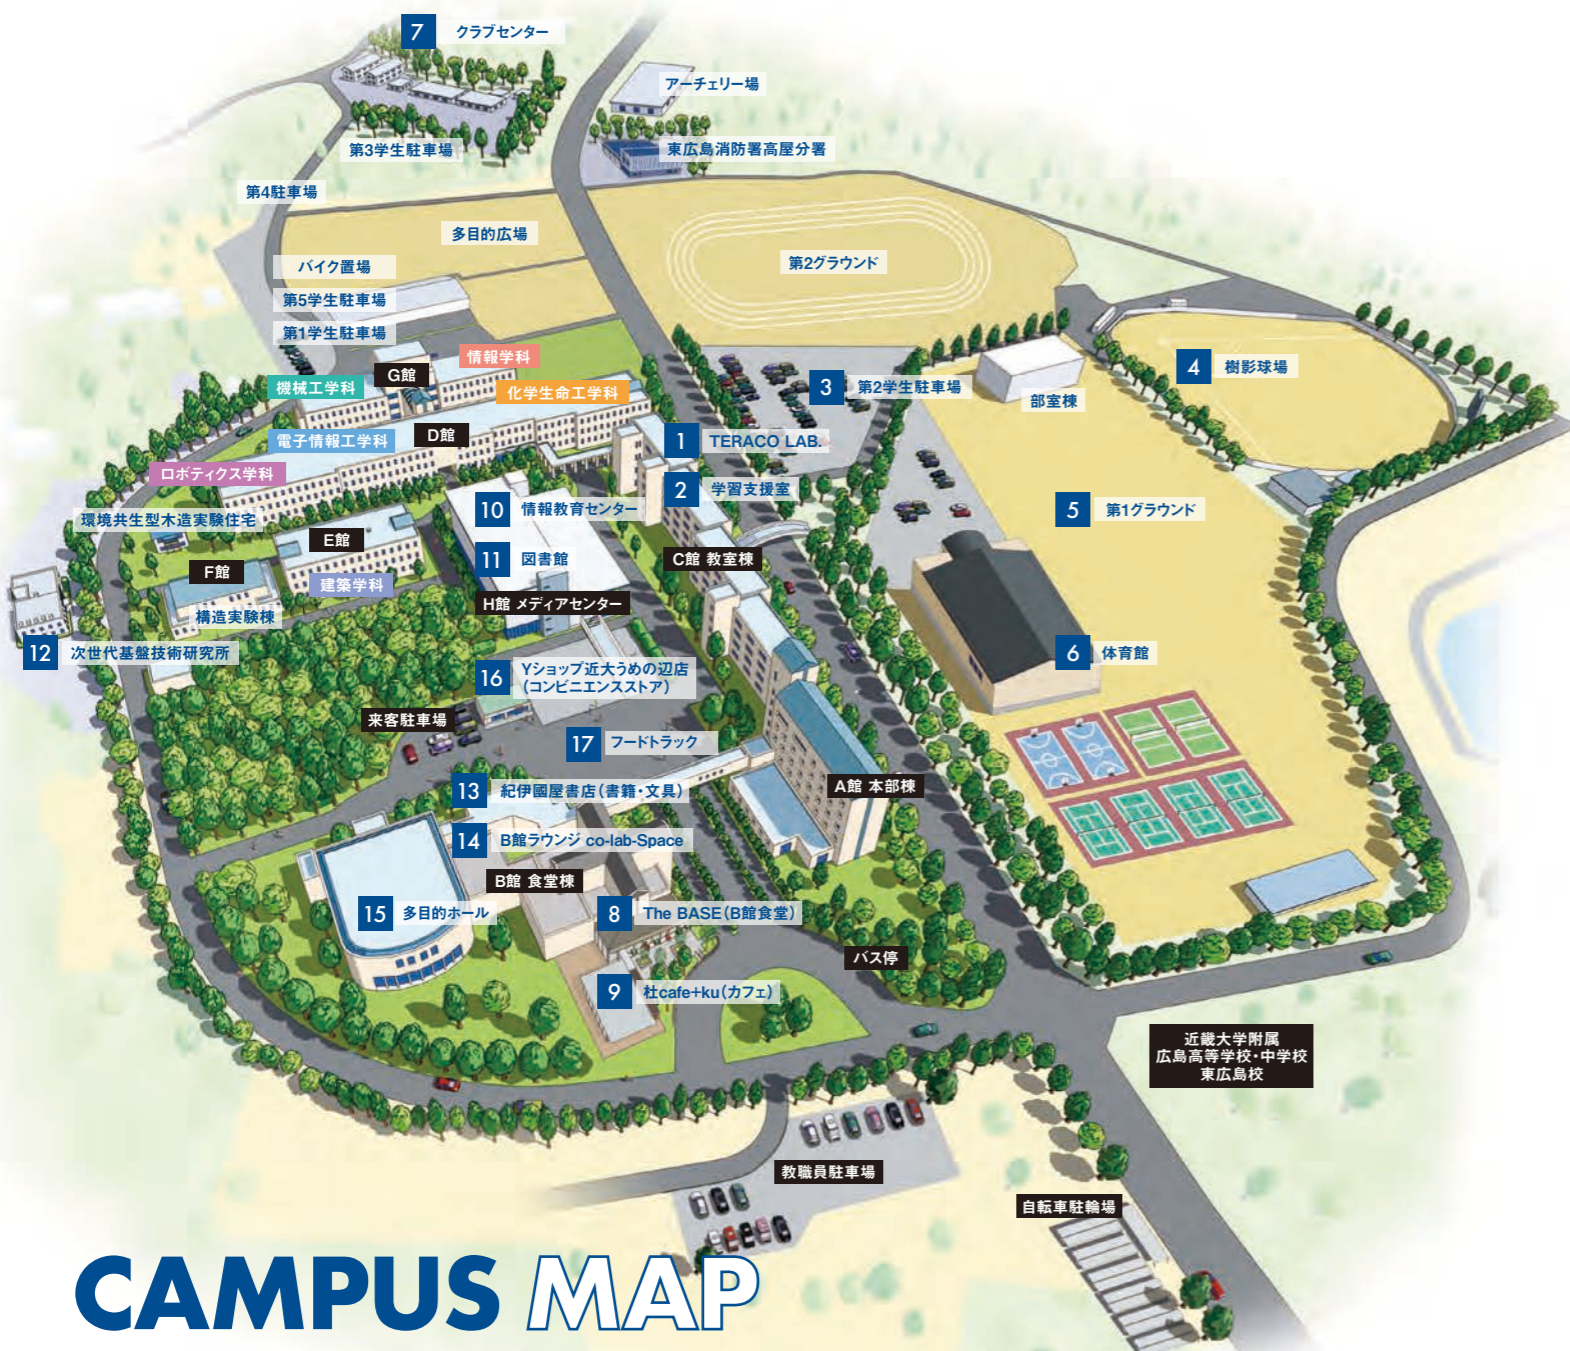 7 クラブセンター
アーチェリー場
第3学生駐車場
東広島消防署高屋分署
第4駐車場
多目的広場
バイク置場
第2グラウンド
第5学生駐車場
第1学生駐車場
情報学科
G館
機械工学科
化学生命工学科
3 第2学生駐車場
部室棟
4 樹影球場
電子情報工学科
D館
1 TERACO LAB.
ロボティクス学科
2 学習支援室
10 情報教育センター
5 第1グラウンド
環境共生型木造実験住宅
E館
11 図書館
C館 教室棟
F館
建築学科
H館 メディアセンター
構造実験棟
12 次世代基盤技術研究所
6 体育館
16 Yショップ近大うめの辺店
(コンビニエンスストア)
来客駐車場
17 フードトラック
13 紀伊國屋書店(書籍・文具)
A館 本部棟
14 B館ラウンジ co-lab-Space
B館 食堂棟
15 多目的ホール
8 The BASE(B館食堂)
バス停
9 杜cafe+ku(カフェ)
近畿大学附属
広島高等学校・中学校
東広島校
教職員駐車場
自転車駐輪場
CAMPUS MAP